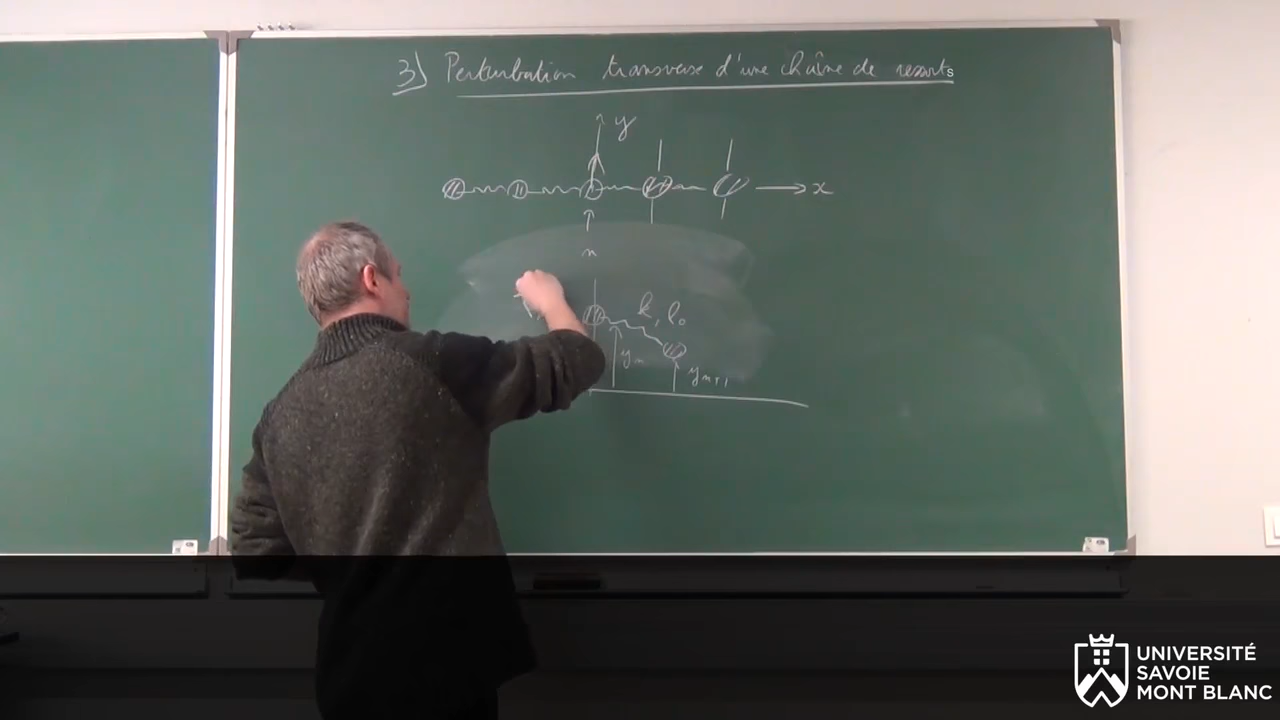 3) Perturbation transverse d'une chaîne de ressorts
y
x
n
k, l₀
yₙ
yₙ₊₁
UNIVERSITÉ
SAVOIE
MONT BLANC